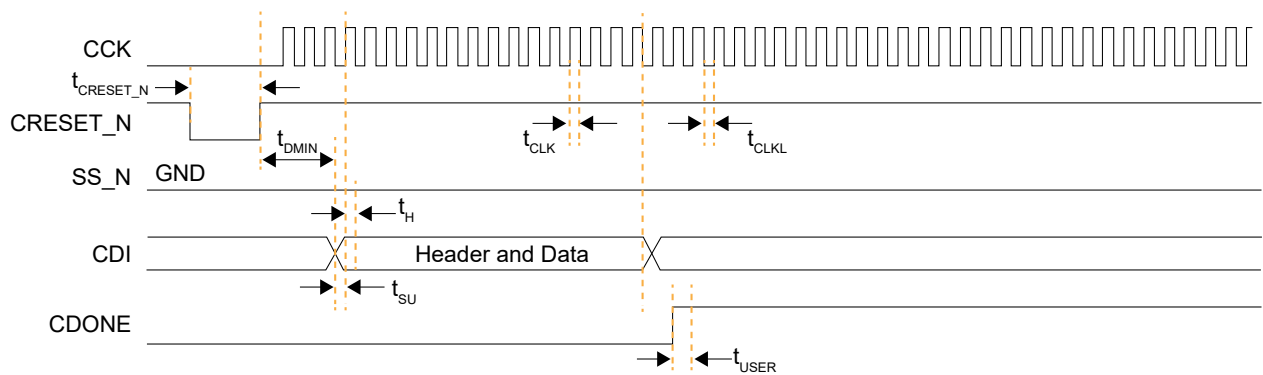 CCK
tCRESET_N
CRESET_N
tDMIN
tCLK
tCLKL
SS_N
GND
tH
CDI
Header and Data
tSU
CDONE
tUSER